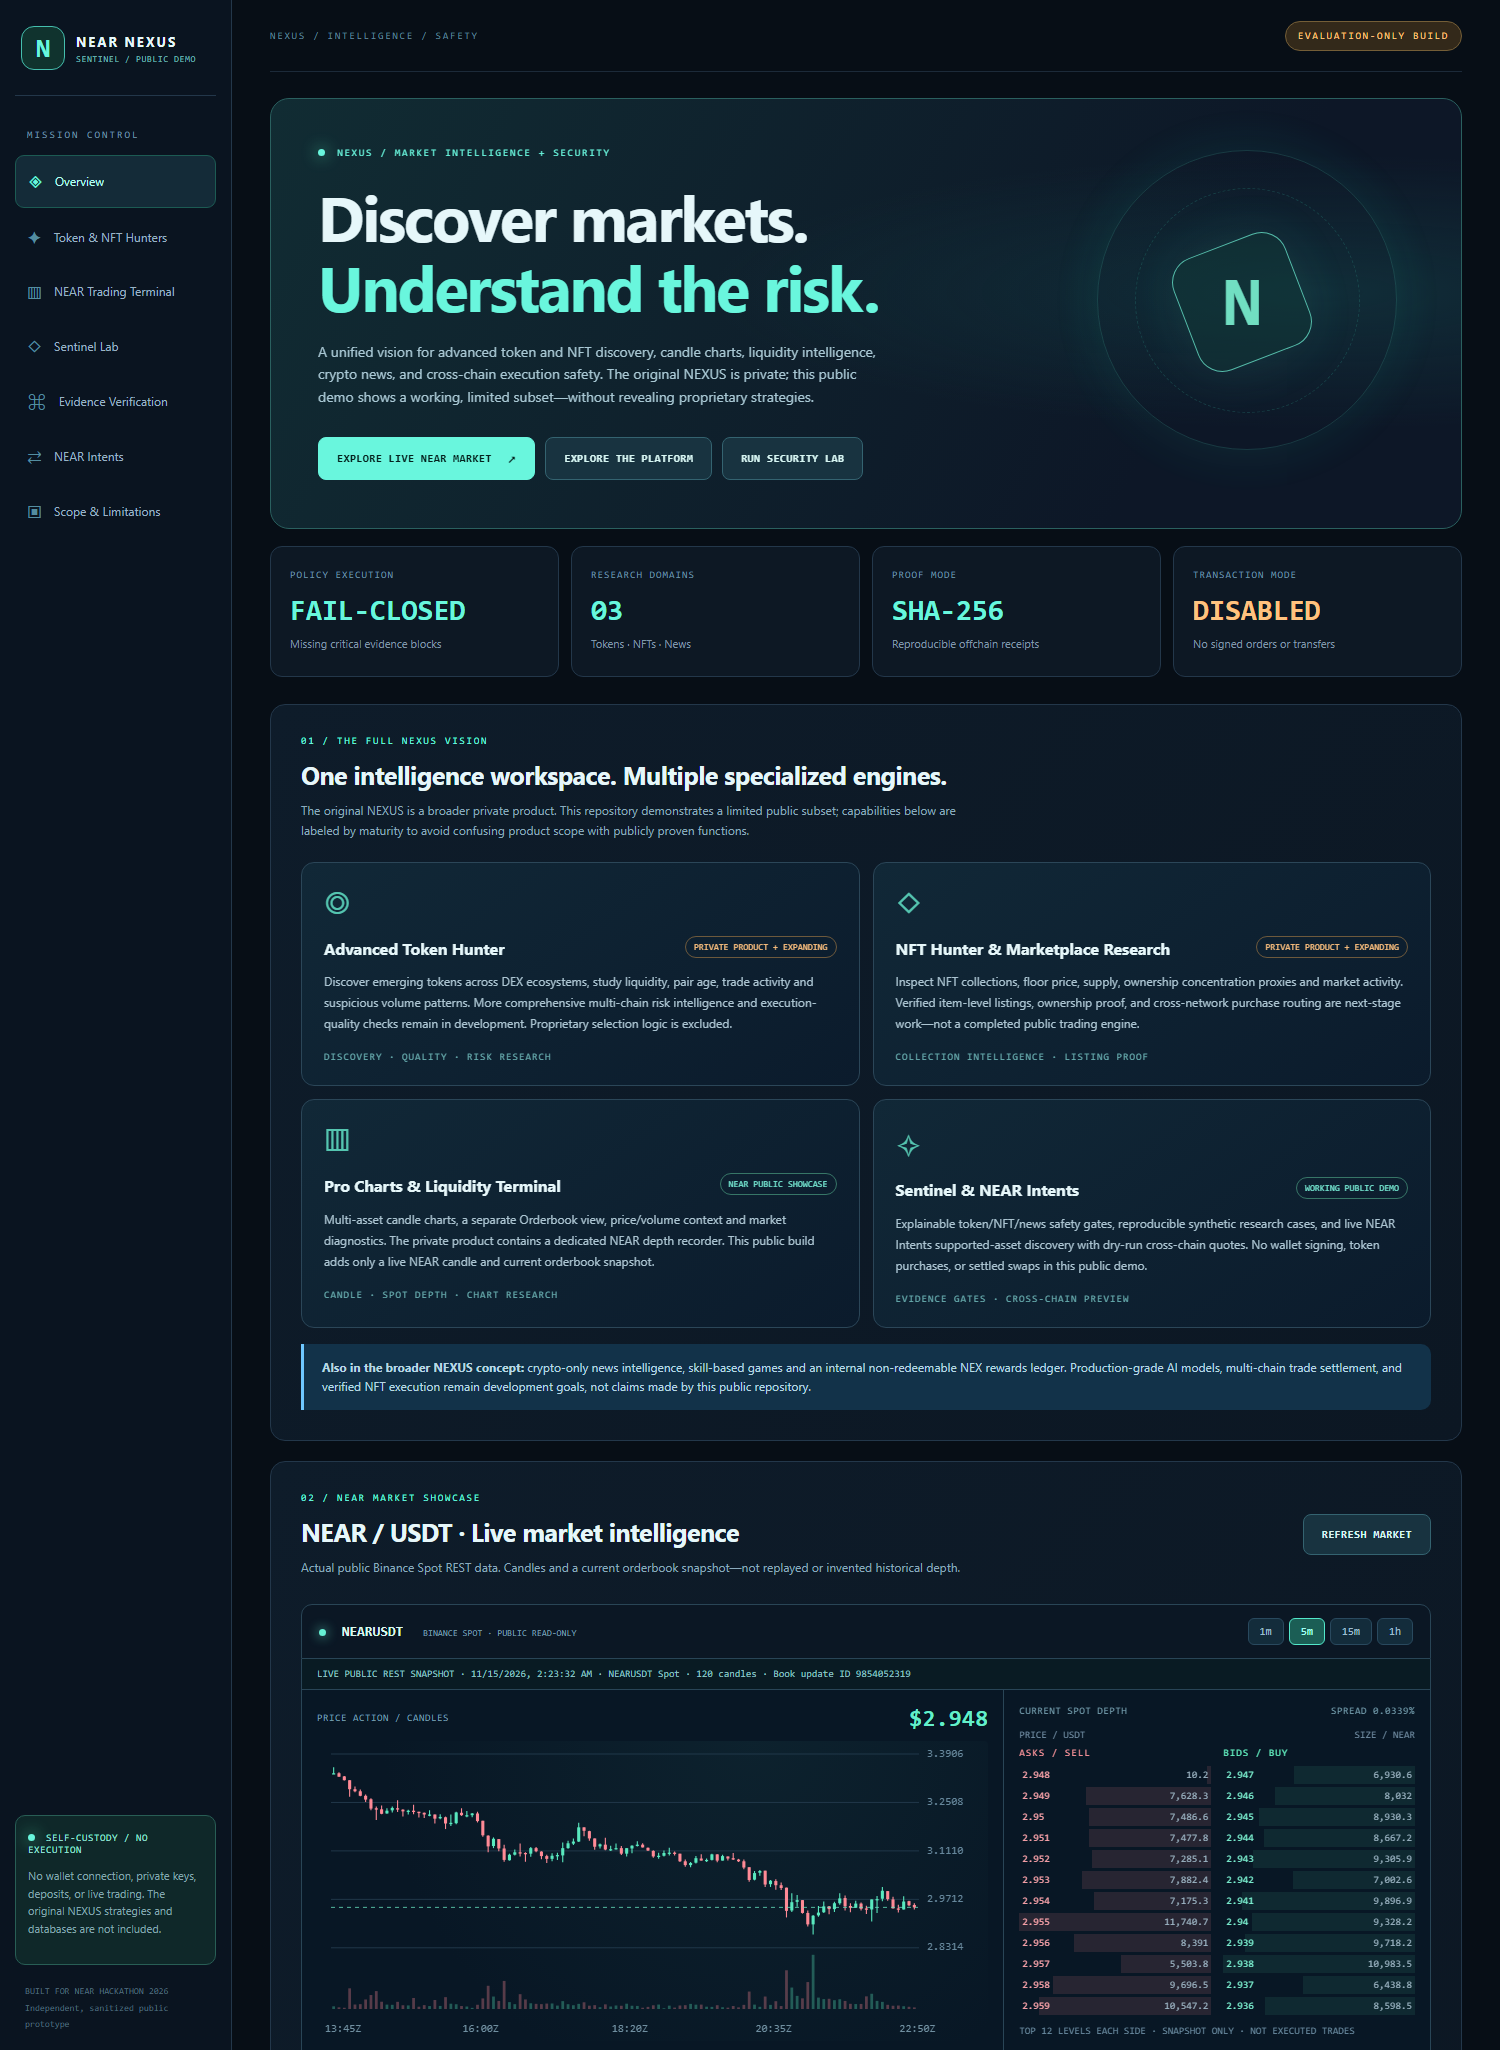 N
NEAR NEXUS
SENTINEL / PUBLIC DEMO
MISSION CONTROL
Overview
Token & NFT Hunters
NEAR Trading Terminal
Sentinel Lab
Evidence Verification
NEAR Intents
Scope & Limitations
SELF-CUSTODY / NO
EXECUTION
No wallet connection, private keys,
deposits, or live trading. The
original NEXUS strategies and
databases are not included.
BUILT FOR NEAR HACKATHON 2026
Independent, sanitized public
prototype
NEXUS / INTELLIGENCE / SAFETY
EVALUATION-ONLY BUILD
NEXUS / MARKET INTELLIGENCE + SECURITY
Discover markets.
Understand the risk.
A unified vision for advanced token and NFT discovery, candle charts, liquidity intelligence,
crypto news, and cross-chain execution safety. The original NEXUS is private; this public
demo shows a working, limited subset—without revealing proprietary strategies.
EXPLORE LIVE NEAR MARKET ↗
EXPLORE THE PLATFORM
RUN SECURITY LAB
N
POLICY EXECUTION
FAIL-CLOSED
Missing critical evidence blocks
RESEARCH DOMAINS
03
Tokens · NFTs · News
PROOF MODE
SHA-256
Reproducible offchain receipts
TRANSACTION MODE
DISABLED
No signed orders or transfers
01 / THE FULL NEXUS VISION
One intelligence workspace. Multiple specialized engines.
The original NEXUS is a broader private product. This repository demonstrates a limited public subset; capabilities below are
labeled by maturity to avoid confusing product scope with publicly proven functions.
Advanced Token Hunter
PRIVATE PRODUCT + EXPANDING
Discover emerging tokens across DEX ecosystems, study liquidity, pair age, trade activity and
suspicious volume patterns. More comprehensive multi-chain risk intelligence and execution-
quality checks remain in development. Proprietary selection logic is excluded.
DISCOVERY · QUALITY · RISK RESEARCH
NFT Hunter & Marketplace Research
PRIVATE PRODUCT + EXPANDING
Inspect NFT collections, floor price, supply, ownership concentration proxies and market activity.
Verified item-level listings, ownership proof, and cross-network purchase routing are next-stage
work—not a completed public trading engine.
COLLECTION INTELLIGENCE · LISTING PROOF
Pro Charts & Liquidity Terminal
NEAR PUBLIC SHOWCASE
Multi-asset candle charts, a separate Orderbook view, price/volume context and market
diagnostics. The private product contains a dedicated NEAR depth recorder. This public build
adds only a live NEAR candle and current orderbook snapshot.
CANDLE · SPOT DEPTH · CHART RESEARCH
Sentinel & NEAR Intents
WORKING PUBLIC DEMO
Explainable token/NFT/news safety gates, reproducible synthetic research cases, and live NEAR
Intents supported-asset discovery with dry-run cross-chain quotes. No wallet signing, token
purchases, or settled swaps in this public demo.
EVIDENCE GATES · CROSS-CHAIN PREVIEW
Also in the broader NEXUS concept: crypto-only news intelligence, skill-based games and an internal non-redeemable NEX rewards ledger. Production-grade AI models, multi-chain trade settlement, and
verified NFT execution remain development goals, not claims made by this public repository.
02 / NEAR MARKET SHOWCASE
NEAR / USDT · Live market intelligence
REFRESH MARKET
Actual public Binance Spot REST data. Candles and a current orderbook snapshot—not replayed or invented historical depth.
NEARUSDT
BINANCE SPOT · PUBLIC READ-ONLY
1m
5m
15m
1h
LIVE PUBLIC REST SNAPSHOT · 11/15/2026, 2:23:32 AM · NEARUSDT Spot · 120 candles · Book update ID 9854052319
PRICE ACTION / CANDLES
$2.948
3.3906
3.2508
3.1110
2.9712
2.8314
13:45Z
16:00Z
18:20Z
20:35Z
22:50Z
CURRENT SPOT DEPTH
SPREAD 0.0339%
PRICE / USDT
SIZE / NEAR
ASKS / SELL
BIDS / BUY
2.948 10.2 2.947 6,930.6
2.949 7,628.3 2.946 8,032
2.95 7,486.6 2.945 8,930.3
2.951 7,477.8 2.944 8,667.2
2.952 7,285.1 2.943 9,305.9
2.953 7,882.4 2.942 7,002.6
2.954 7,175.3 2.941 9,896.9
2.955 11,740.7 2.94 9,328.2
2.956 8,391 2.939 9,718.2
2.957 5,503.8 2.938 10,983.5
2.958 9,696.5 2.937 6,438.8
2.959 10,547.2 2.936 8,598.5
TOP 12 LEVELS EACH SIDE · SNAPSHOT ONLY · NOT EXECUTED TRADES